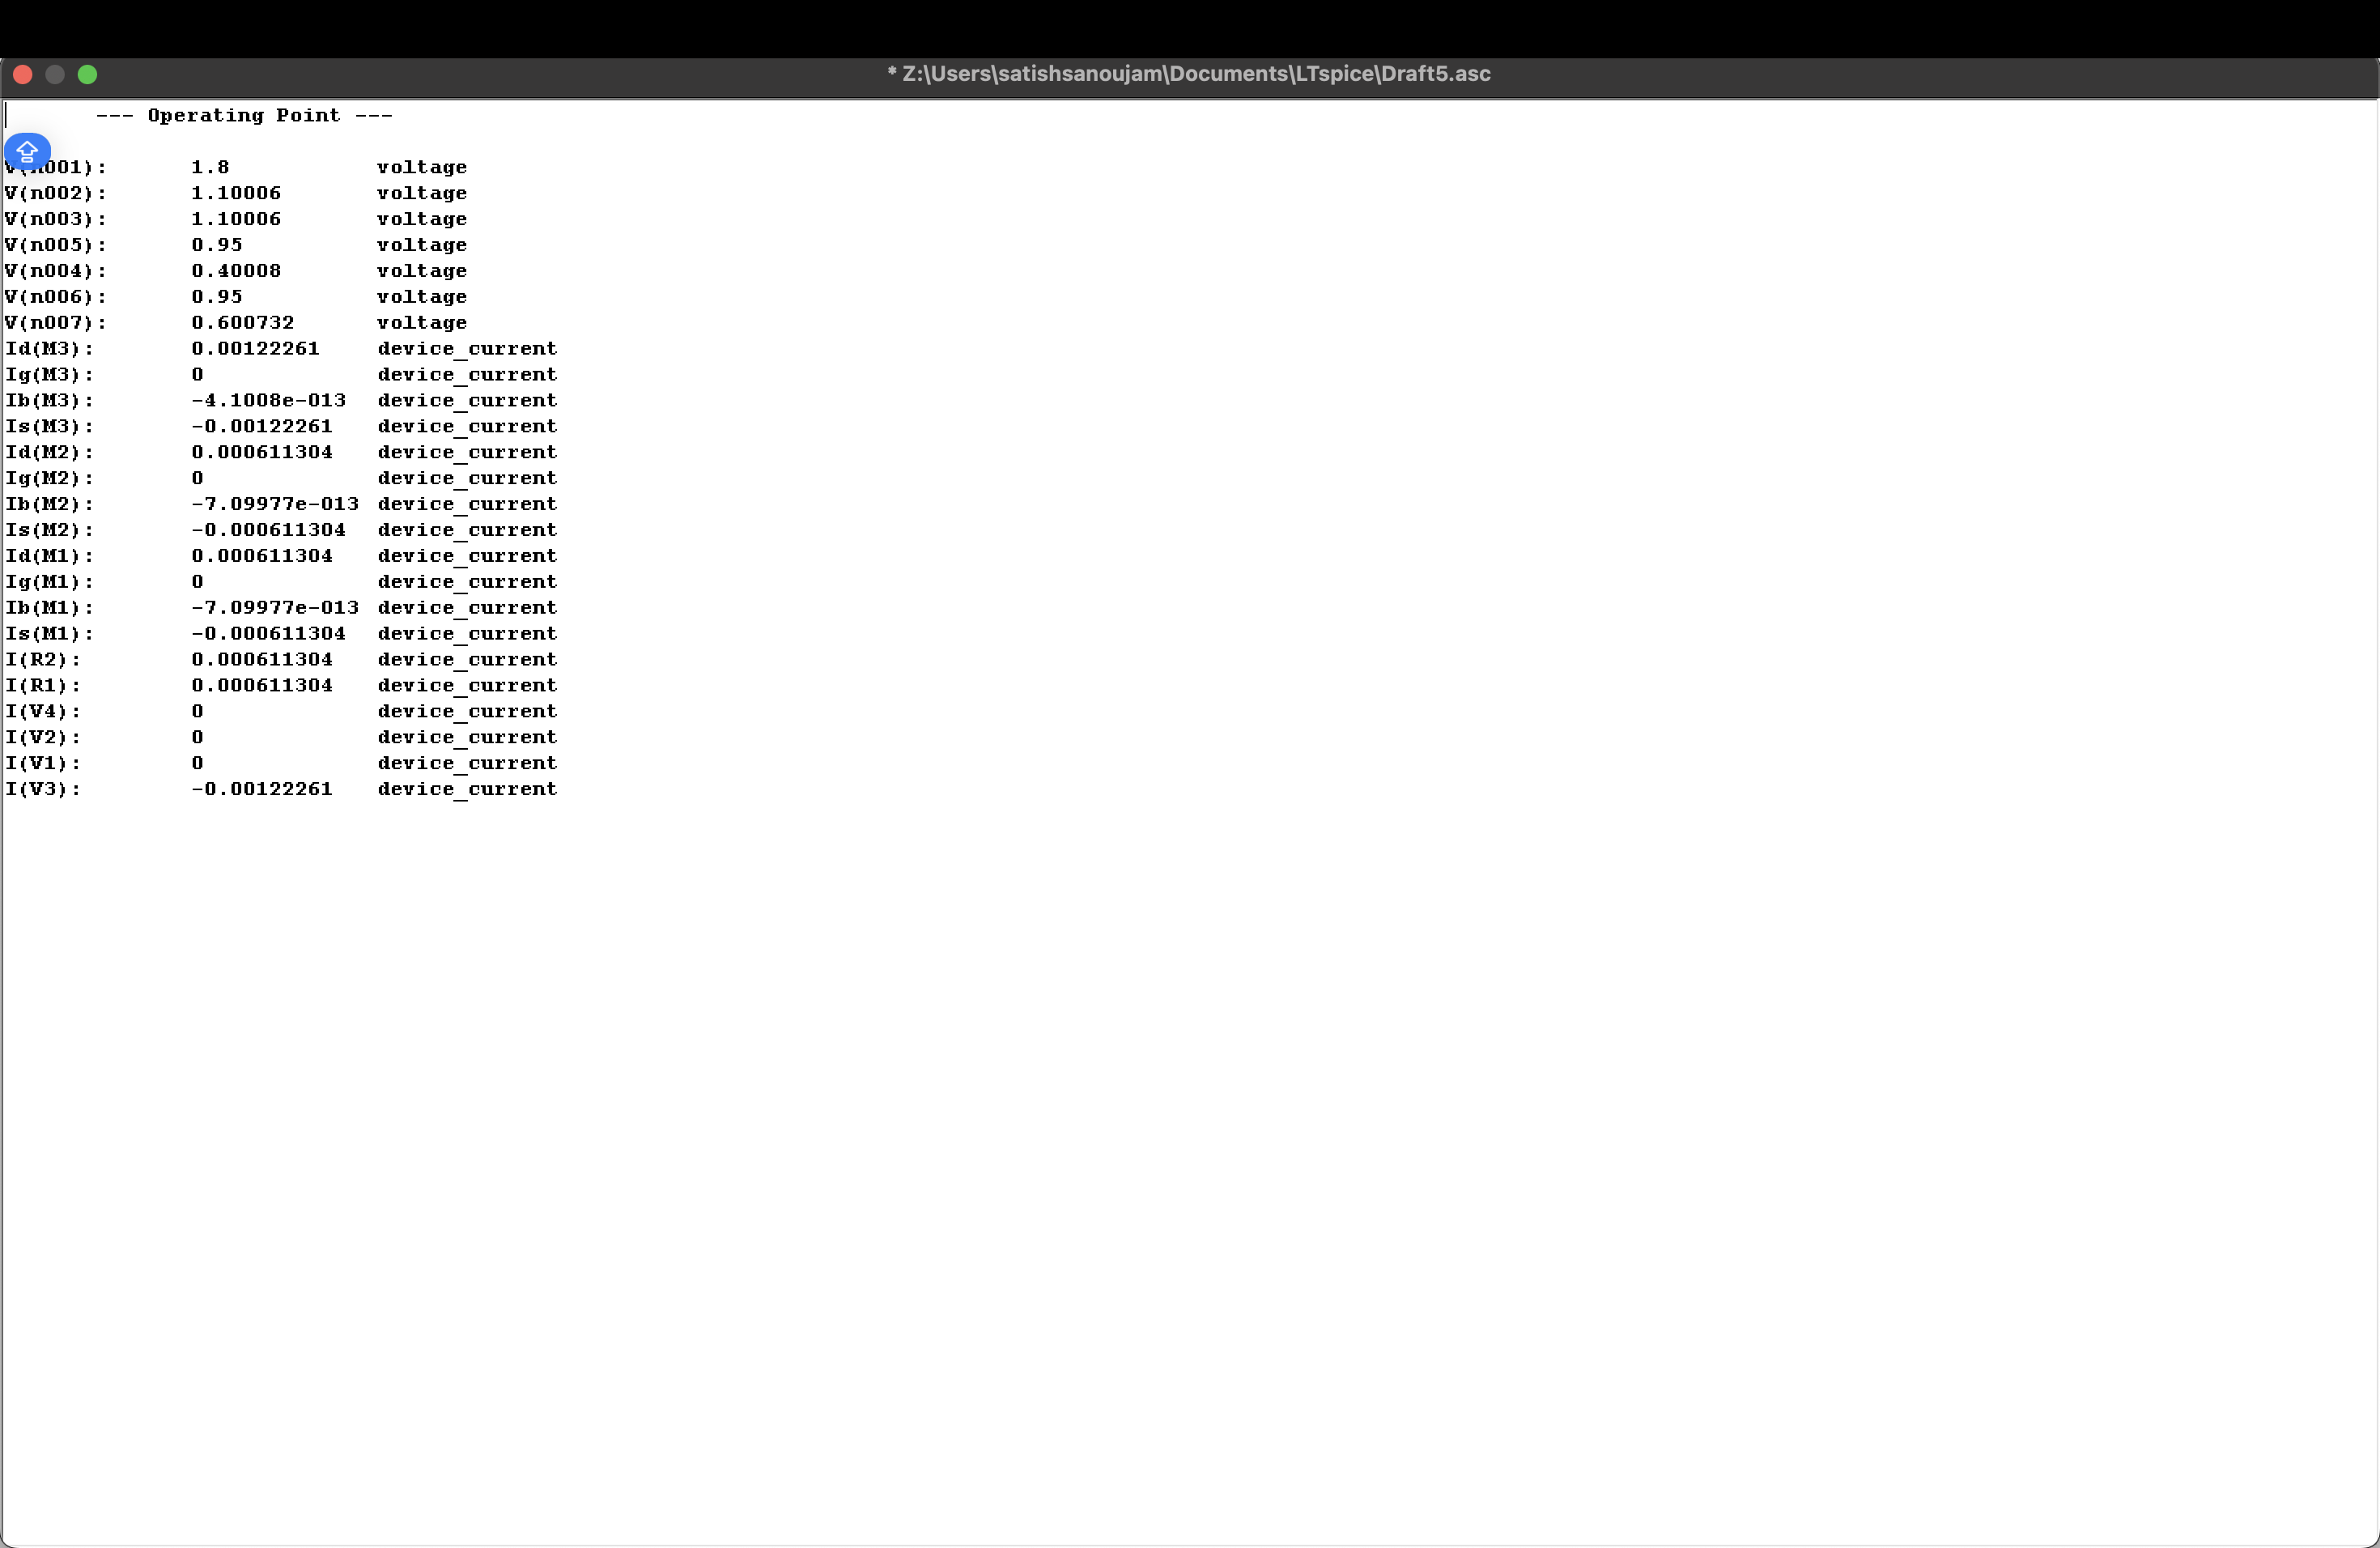 * Z:\Users\satishsanoujam\Documents\LTspice\Draft5.asc
--- Operating Point ---
V(n001): 1.8 voltage
V(n002): 1.10006 voltage
V(n003): 1.10006 voltage
V(n005): 0.95 voltage
V(n004): 0.40008 voltage
V(n006): 0.95 voltage
V(n007): 0.600732 voltage
Id(M3): 0.00122261 device_current
Ig(M3): 0 device_current
Ib(M3): -4.1008e-013 device_current
Is(M3): -0.00122261 device_current
Id(M2): 0.000611304 device_current
Ig(M2): 0 device_current
Ib(M2): -7.09977e-013 device_current
Is(M2): -0.000611304 device_current
Id(M1): 0.000611304 device_current
Ig(M1): 0 device_current
Ib(M1): -7.09977e-013 device_current
Is(M1): -0.000611304 device_current
I(R2): 0.000611304 device_current
I(R1): 0.000611304 device_current
I(V4): 0 device_current
I(V2): 0 device_current
I(V1): 0 device_current
I(V3): -0.00122261 device_current